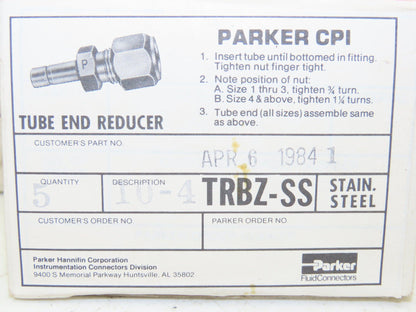 PARKER CPI
1. Insert tube until bottomed in fitting.
Tighten nut finger tight.
2. Note position of nut:
A. Size 1 thru 3, tighten ¾ turn.
B. Size 4 & above, tighten 1¼ turns.
3. Tube end (all sizes) assemble same
as above.
P
TUBE END REDUCER
CUSTOMER'S PART NO.
APR 6 1984 1
QUANTITY
5
DESCRIPTION
10-4 TRBZ-SS
STAIN.
STEEL
CUSTOMER ORDER NO.
PARKER ORDER NO.
Parker Hannifin Corporation
Instrumentation Connectors Division
9400 S. Memorial Parkway Huntsville, AL 35802
Parker
FluidConnectors